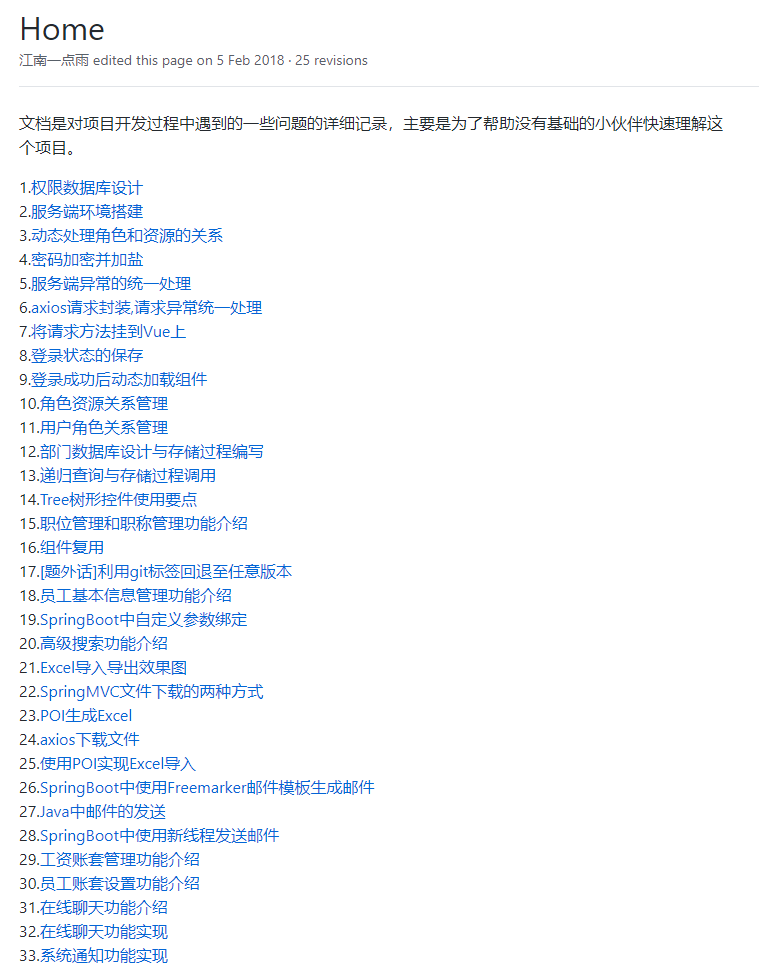 Home
江南一点雨 edited this page on 5 Feb 2018 · 25 revisions
文档是对项目开发过程中遇到的一些问题的详细记录，主要是为了帮助没有基础的小伙伴快速理解这
个项目。
1.权限数据库设计
2.服务端环境搭建
3.动态处理角色和资源的关系
4.密码加密并加盐
5.服务端异常的统一处理
6.axios请求封装,请求异常统一处理
7.将请求方法挂到Vue上
8.登录状态的保存
9.登录成功后动态加载组件
10.角色资源关系管理
11.用户角色关系管理
12.部门数据库设计与存储过程编写
13.递归查询与存储过程调用
14.Tree树形控件使用要点
15.职位管理和职称管理功能介绍
16.组件复用
17.[题外话]利用git标签回退至任意版本
18.员工基本信息管理功能介绍
19.SpringBoot中自定义参数绑定
20.高级搜索功能介绍
21.Excel导入导出效果图
22.SpringMVC文件下载的两种方式
23.POI生成Excel
24.axios下载文件
25.使用POI实现Excel导入
26.SpringBoot中使用Freemarker邮件模板生成邮件
27.Java中邮件的发送
28.SpringBoot中使用新线程发送邮件
29.工资账套管理功能介绍
30.员工账套设置功能介绍
31.在线聊天功能介绍
32.在线聊天功能实现
33.系统通知功能实现